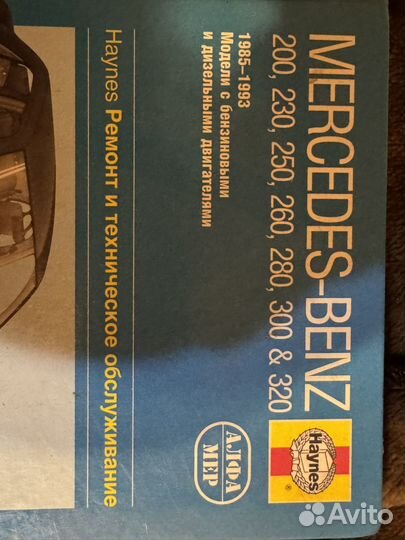 MERCEDES-BENZ
200, 230, 250, 260, 280, 300 & 320
1985–1993
Модели с бензиновыми
и дизельными двигателями
Haynes Ремонт и техническое обслуживание
Haynes
®
АЛФА
МЕР
Avito